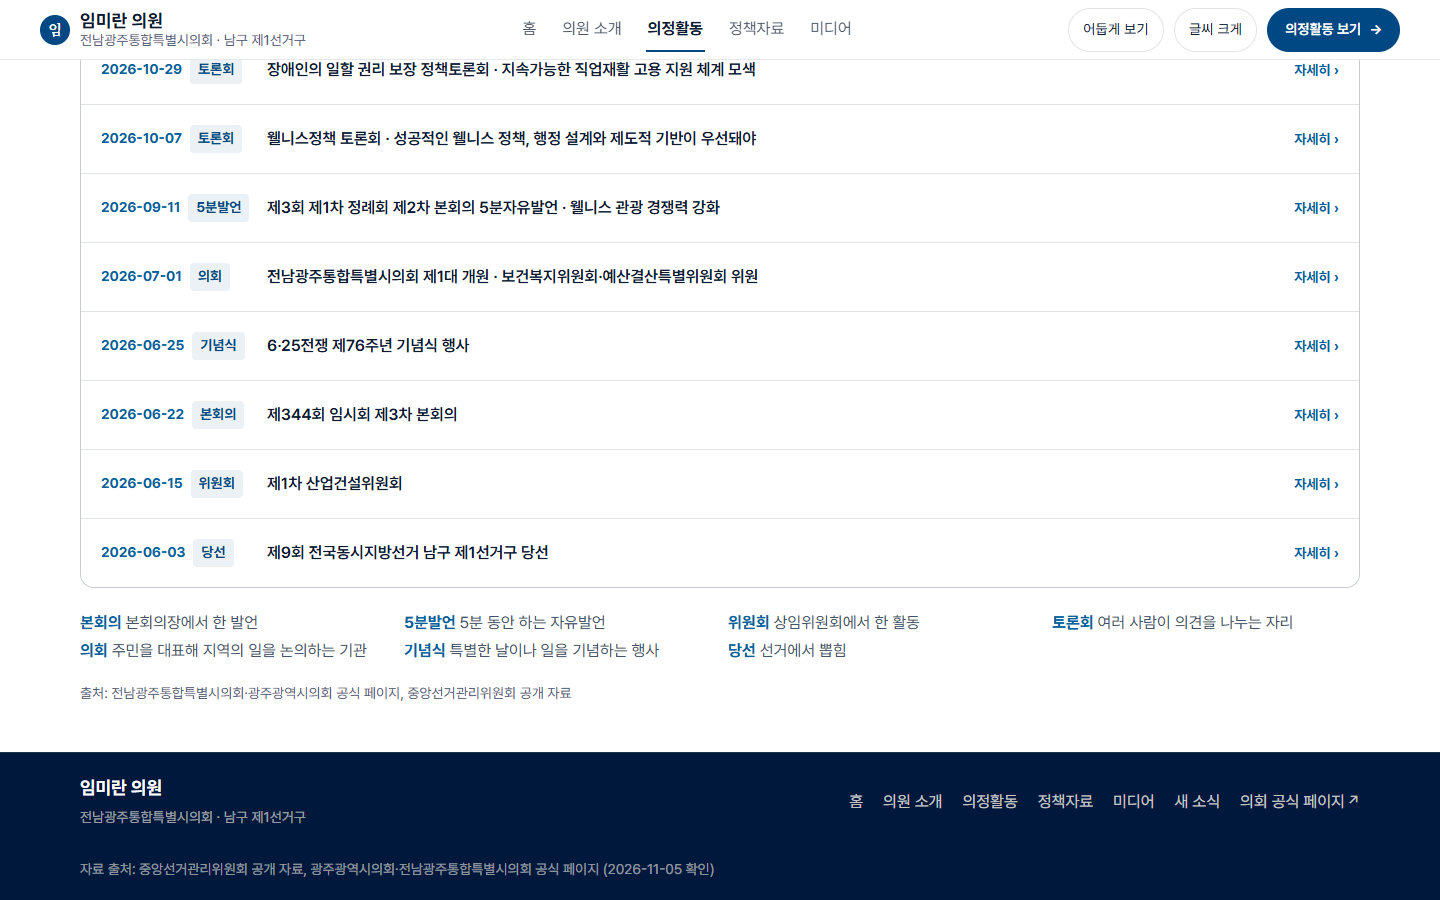 임
임미란 의원
전남광주통합특별시의회 · 남구 제1선거구
홈 의원 소개 의정활동 정책자료 미디어
어둡게 보기 글씨 크게 의정활동 보기 →
2026-10-29 토론회 장애인의 일할 권리 보장 정책토론회 · 지속가능한 직업재활 고용 지원 체계 모색 자세히 ›
2026-10-07 토론회 웰니스정책 토론회 · 성공적인 웰니스 정책, 행정 설계와 제도적 기반이 우선돼야 자세히 ›
2026-09-11 5분발언 제3회 제1차 정례회 제2차 본회의 5분자유발언 · 웰니스 관광 경쟁력 강화 자세히 ›
2026-07-01 의회 전남광주통합특별시의회 제1대 개원 · 보건복지위원회·예산결산특별위원회 위원 자세히 ›
2026-06-25 기념식 6·25전쟁 제76주년 기념식 행사 자세히 ›
2026-06-22 본회의 제344회 임시회 제3차 본회의 자세히 ›
2026-06-15 위원회 제1차 산업건설위원회 자세히 ›
2026-06-03 당선 제9회 전국동시지방선거 남구 제1선거구 당선 자세히 ›
본회의 본회의장에서 한 발언 5분발언 5분 동안 하는 자유발언 위원회 상임위원회에서 한 활동 토론회 여러 사람이 의견을 나누는 자리
의회 주민을 대표해 지역의 일을 논의하는 기관 기념식 특별한 날이나 일을 기념하는 행사 당선 선거에서 뽑힘
출처: 전남광주통합특별시의회·광주광역시의회 공식 페이지, 중앙선거관리위원회 공개 자료
임미란 의원
전남광주통합특별시의회 · 남구 제1선거구
홈 의원 소개 의정활동 정책자료 미디어 새 소식 의회 공식 페이지 ↗
자료 출처: 중앙선거관리위원회 공개 자료, 광주광역시의회·전남광주통합특별시의회 공식 페이지 (2026-11-05 확인)